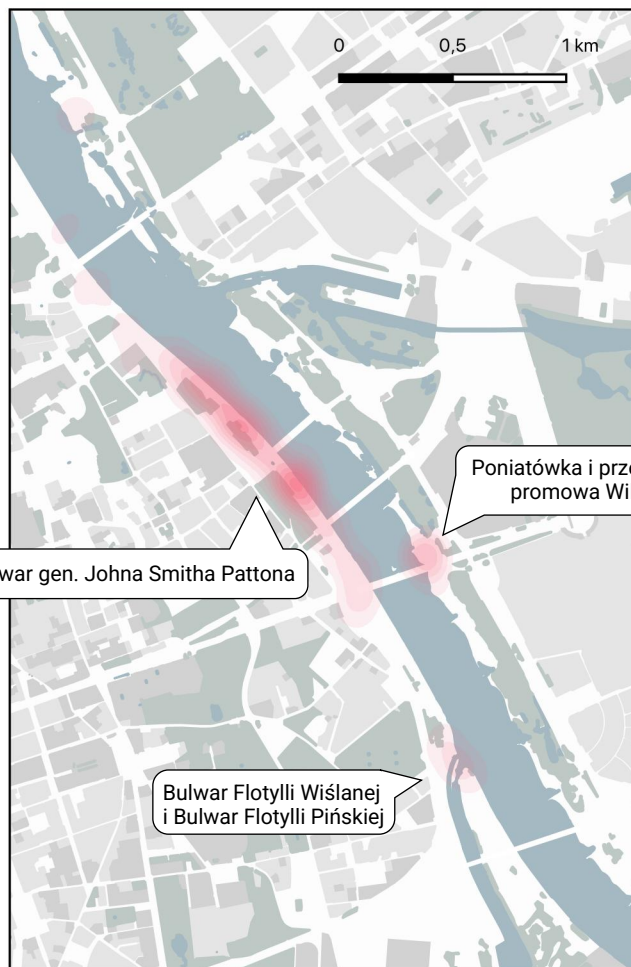 0 0,5 1 km
Poniatówka i prze
promowa Wi
war gen. Johna Smitha Pattona
Bulwar Flotylli Wiślanej
i Bulwar Flotylli Pińskiej